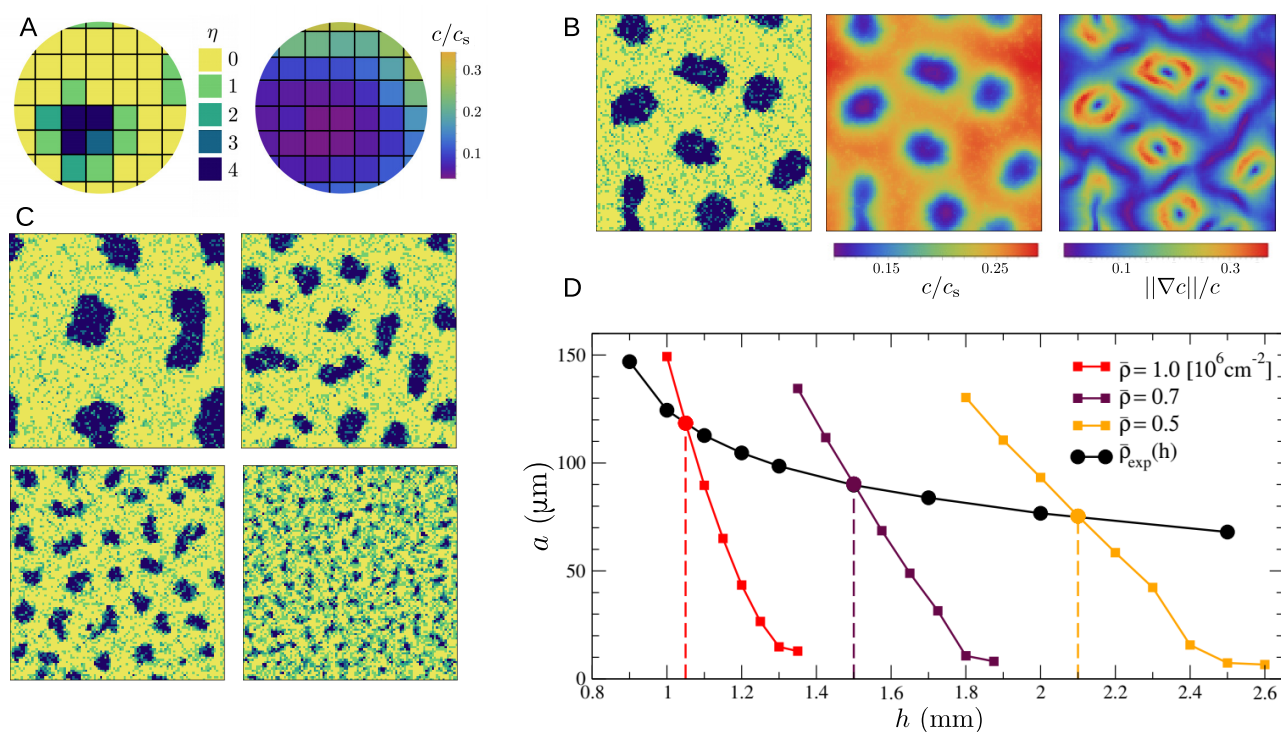 A
η
0
1
2
3
4
c/cs
0.3
0.2
0.1
B
0.15 0.25
c/cs
0.1 0.3
||∇c||/c
C
D
150
100
50
0
a (μm)
ρ̄ = 1.0 [10⁶cm⁻²]
ρ̄ = 0.7
ρ̄ = 0.5
ρ̄exp(h)
0.8 1 1.2 1.4 1.6 1.8 2 2.2 2.4 2.6
h (mm)